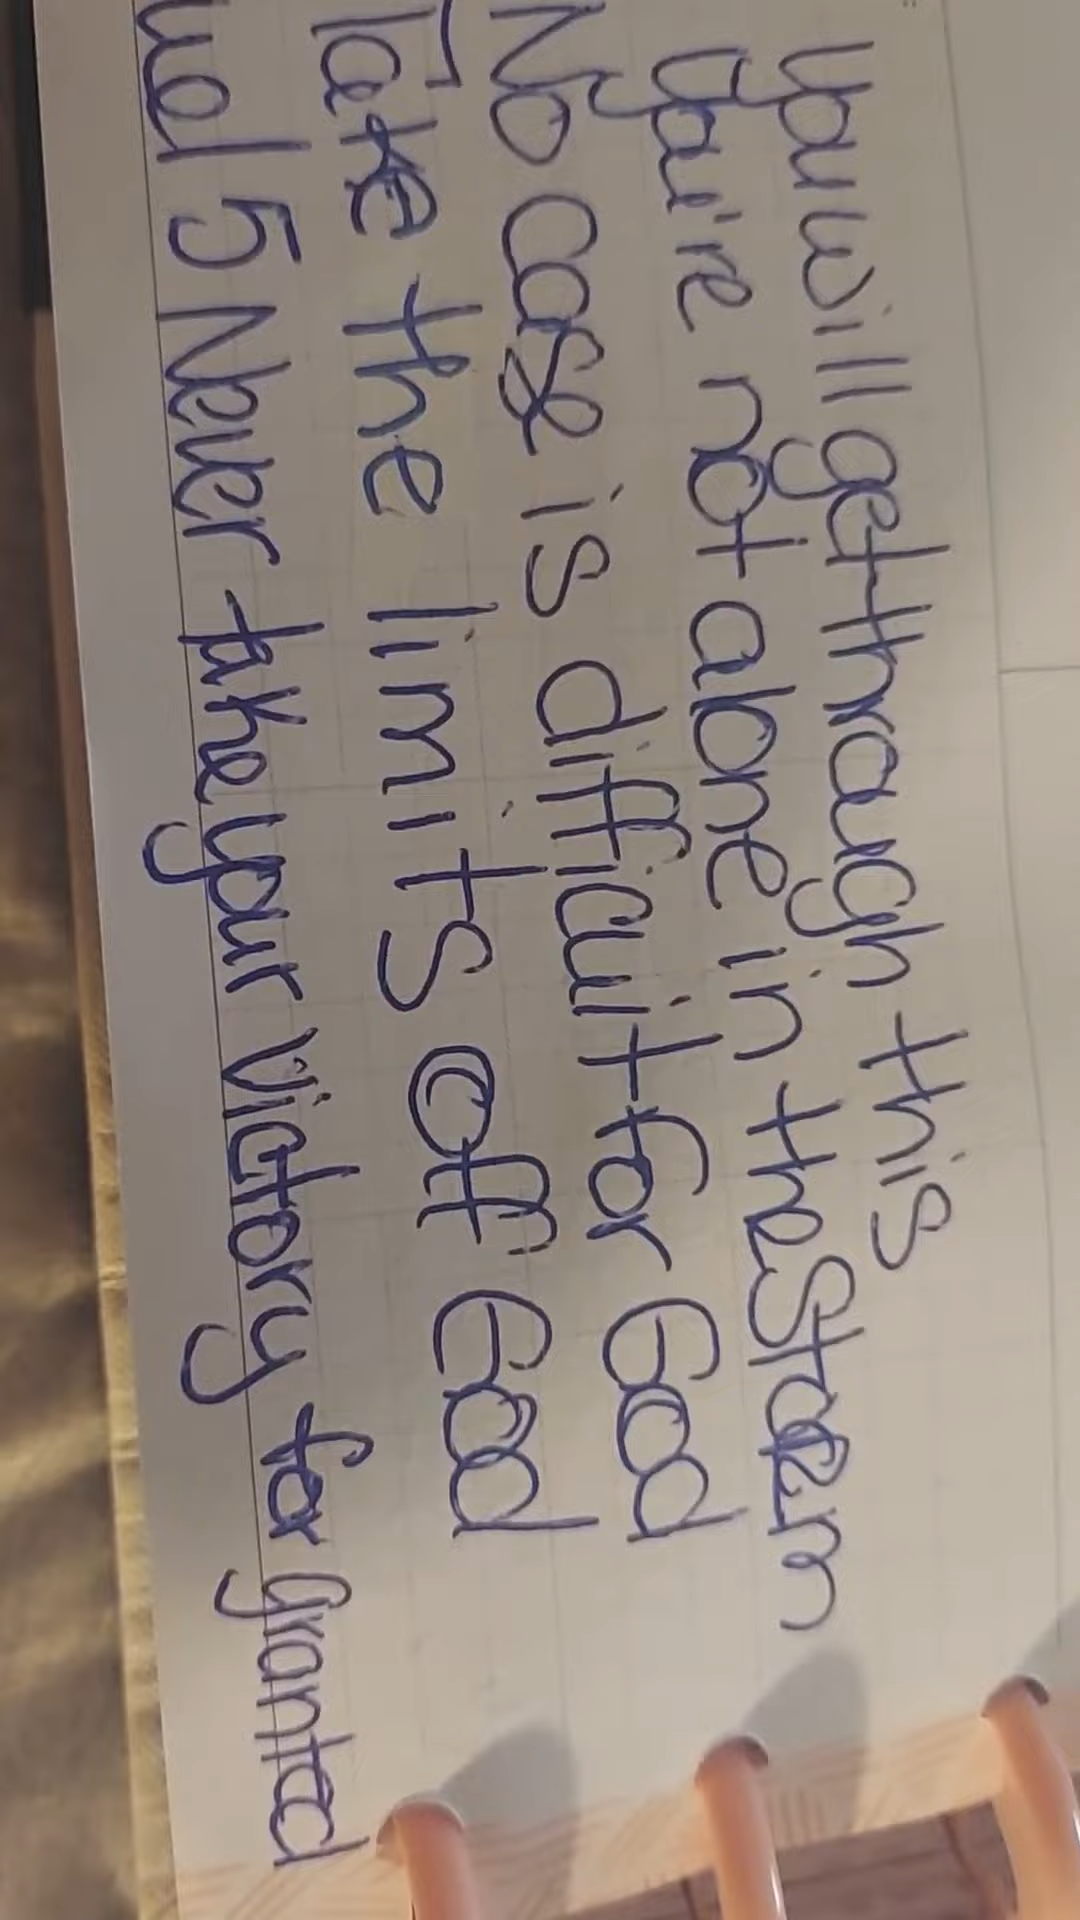 You will get through this
You're not alone in the Storm
No case is difficult for God
Take the limits off God
5 Never take your Victory for granted